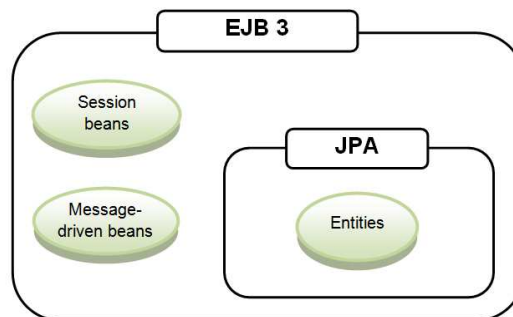 EJB 3
Session
beans
JPA
Message-
driven beans
Entities